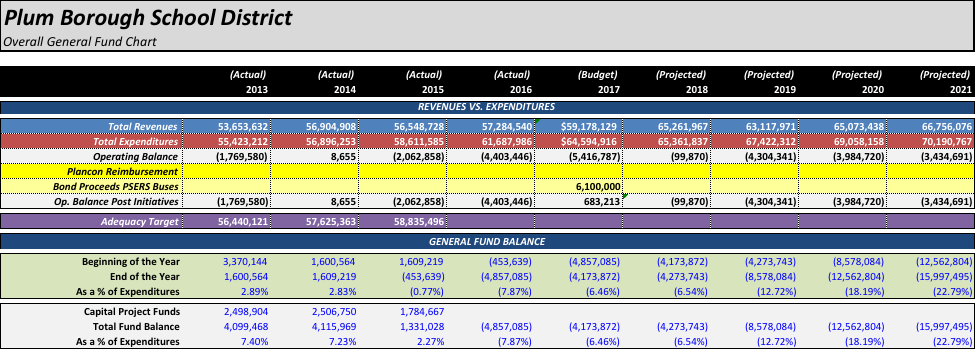 Plum Borough School District
Overall General Fund Chart
(Actual) (Actual) (Actual) (Actual) (Budget) (Projected) (Projected) (Projected) (Projected)
2013 2014 2015 2016 2017 2018 2019 2020 2021
REVENUES VS. EXPENDITURES
Total Revenues 53,653,632 56,904,908 56,548,728 57,284,540 $59,178,129 65,261,967 63,117,971 65,073,438 66,756,076
Total Expenditures 55,423,212 56,896,253 58,611,585 61,687,986 $64,594,916 65,361,837 67,422,312 69,058,158 70,190,767
Operating Balance (1,769,580) 8,655 (2,062,858) (4,403,446) (5,416,787) (99,870) (4,304,341) (3,984,720) (3,434,691)
Plancon Reimbursement
Bond Proceeds PSERS Buses 6,100,000
Op. Balance Post Initiatives (1,769,580) 8,655 (2,062,858) (4,403,446) 683,213 (99,870) (4,304,341) (3,984,720) (3,434,691)
Adequacy Target 56,440,121 57,625,363 58,835,496
GENERAL FUND BALANCE
Beginning of the Year 3,370,144 1,600,564 1,609,219 (453,639) (4,857,085) (4,173,872) (4,273,743) (8,578,084) (12,562,804)
End of the Year 1,600,564 1,609,219 (453,639) (4,857,085) (4,173,872) (4,273,743) (8,578,084) (12,562,804) (15,997,495)
As a % of Expenditures 2.89% 2.83% (0.77%) (7.87%) (6.46%) (6.54%) (12.72%) (18.19%) (22.79%)
Capital Project Funds 2,498,904 2,506,750 1,784,667
Total Fund Balance 4,099,468 4,115,969 1,331,028 (4,857,085) (4,173,872) (4,273,743) (8,578,084) (12,562,804) (15,997,495)
As a % of Expenditures 7.40% 7.23% 2.27% (7.87%) (6.46%) (6.54%) (12.72%) (18.19%) (22.79%)